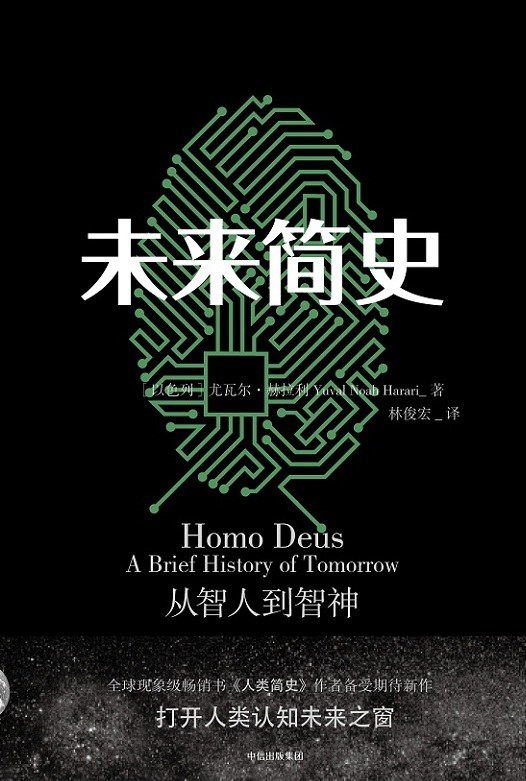 未来简史
［以色列］尤瓦尔·赫拉利 Yuval Noah Harari_ 著
林俊宏_译
Homo Deus
A Brief History of Tomorrow
从智人到智神
全球现象级畅销书《人类简史》作者备受期待新作
打开人类认知未来之窗
中信出版集团